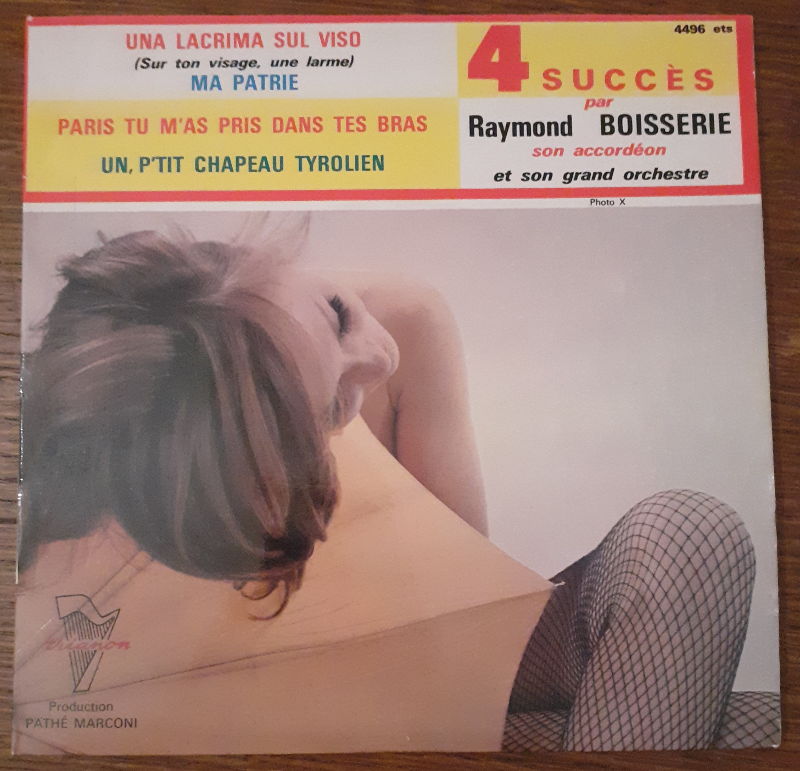 UNA LACRIMA SUL VISO
(Sur ton visage, une larme)
MA PATRIE
PARIS TU M'AS PRIS DANS TES BRAS
UN, P'TIT CHAPEAU TYROLIEN
4496 ets
4 SUCCÈS
par
Raymond BOISSERIE
son accordéon
et son grand orchestre
Photo X
trianon
Production
PATHÉ MARCONI